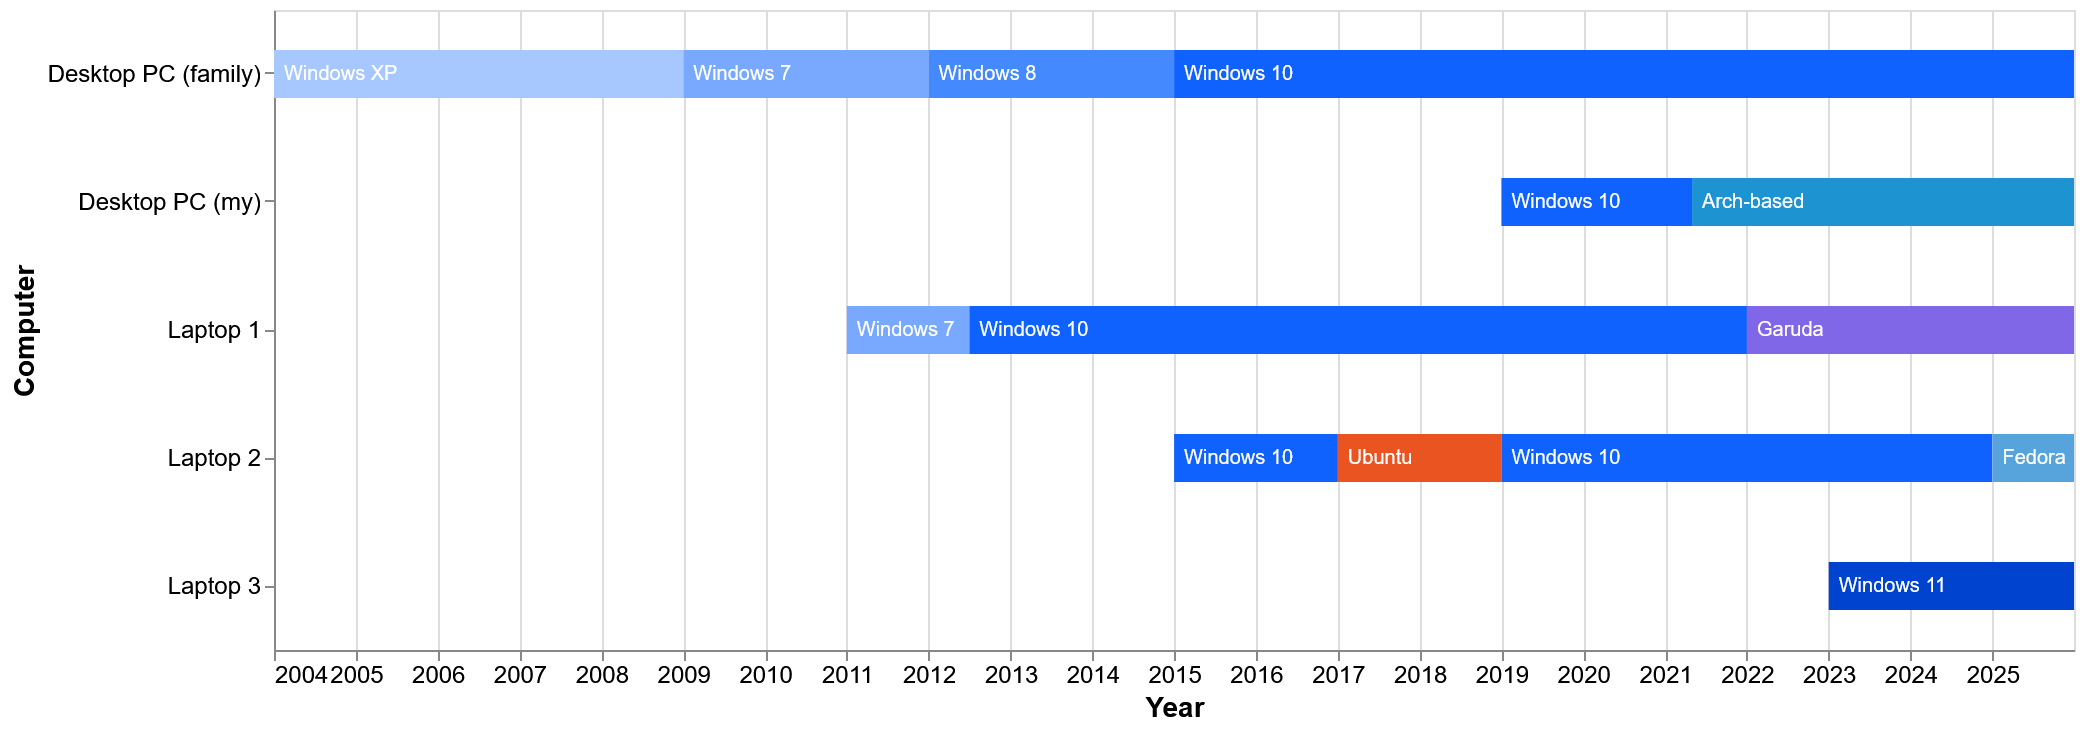 Desktop PC (family)
Windows XP
Windows 7
Windows 8
Windows 10
Desktop PC (my)
Windows 10
Arch-based
Computer
Laptop 1
Windows 7
Windows 10
Garuda
Laptop 2
Windows 10
Ubuntu
Windows 10
Fedora
Laptop 3
Windows 11
2004 2005 2006 2007 2008 2009 2010 2011 2012 2013 2014 2015 2016 2017 2018 2019 2020 2021 2022 2023 2024 2025
Year